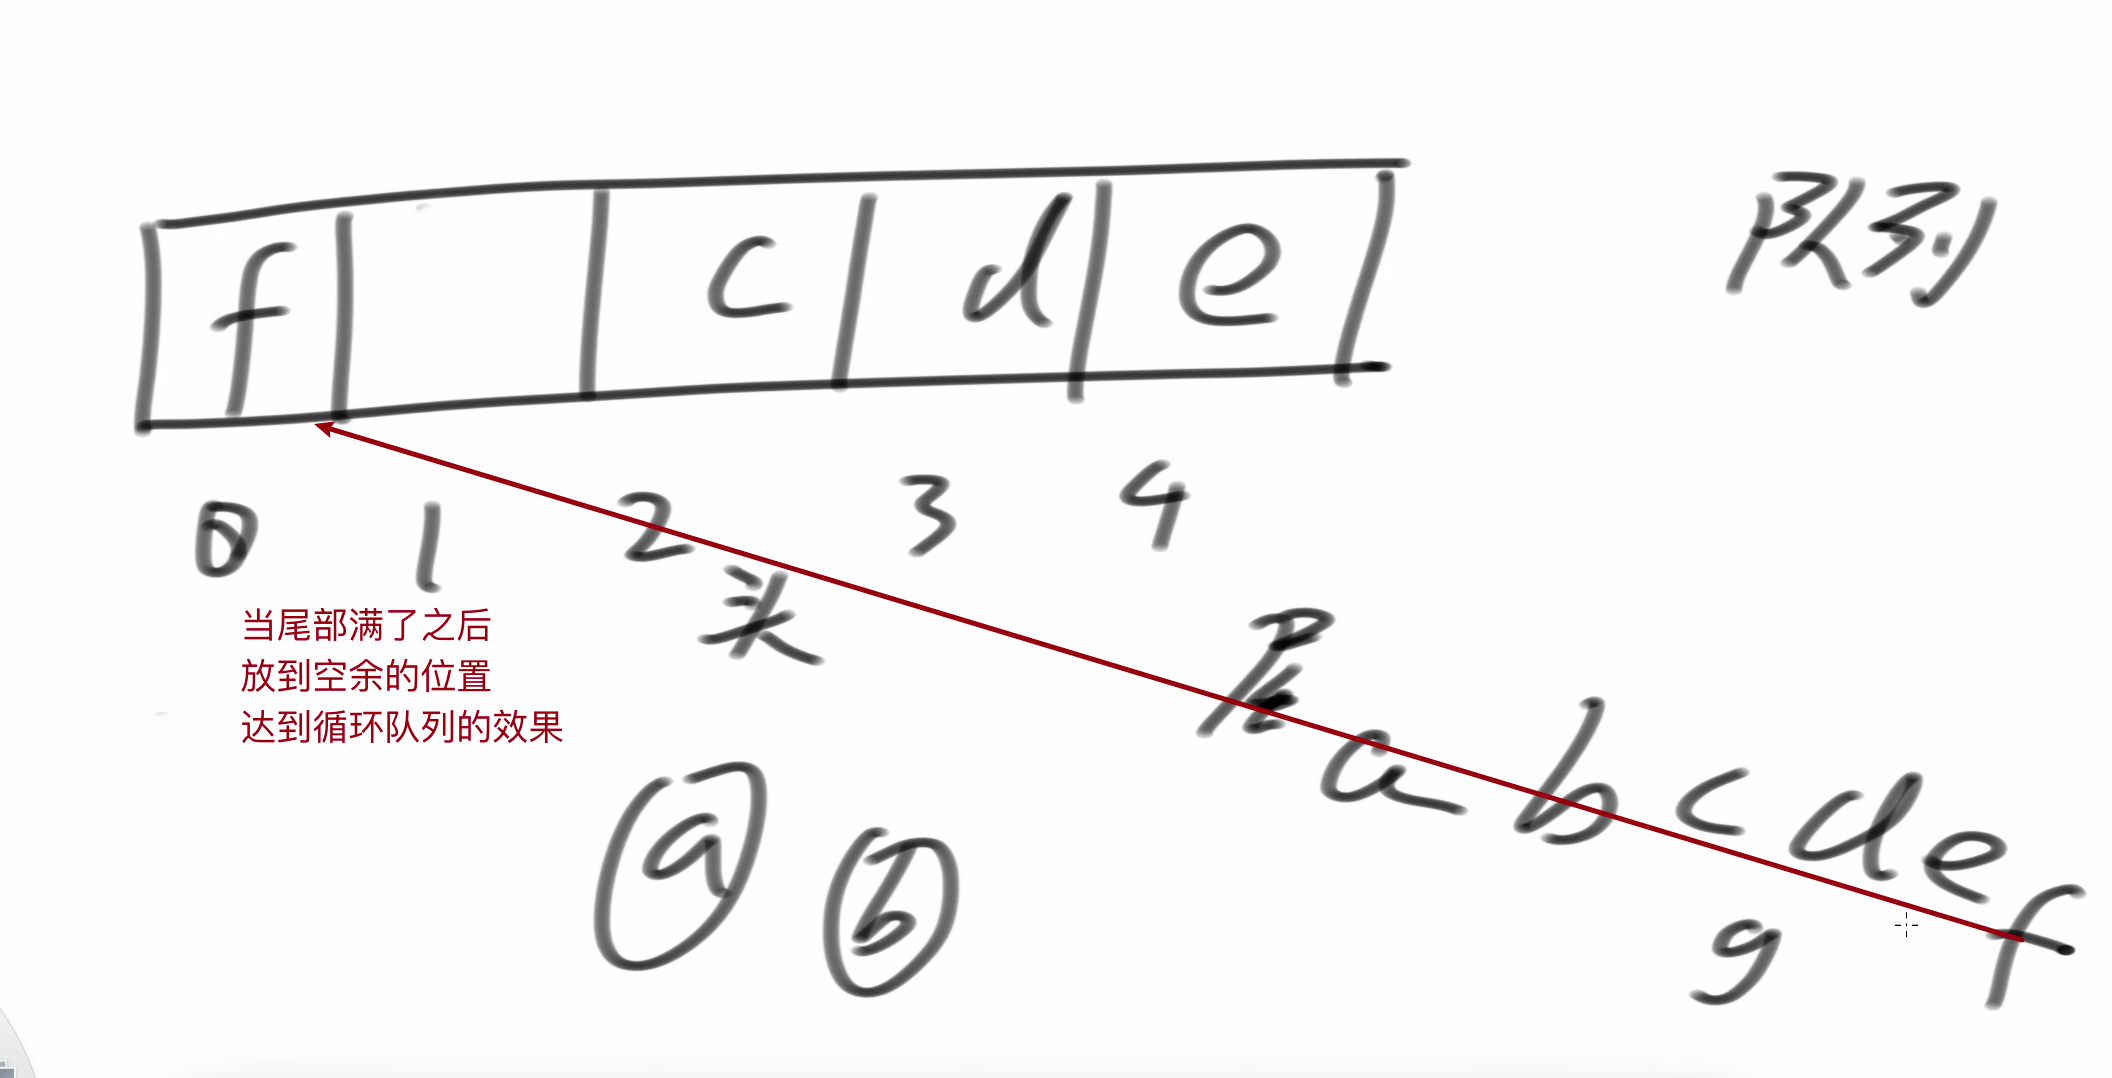 队列
f c d e
0 1 2 3 4
头
尾
当尾部满了之后
放到空余的位置
达到循环队列的效果
a b c d e f
g
a b